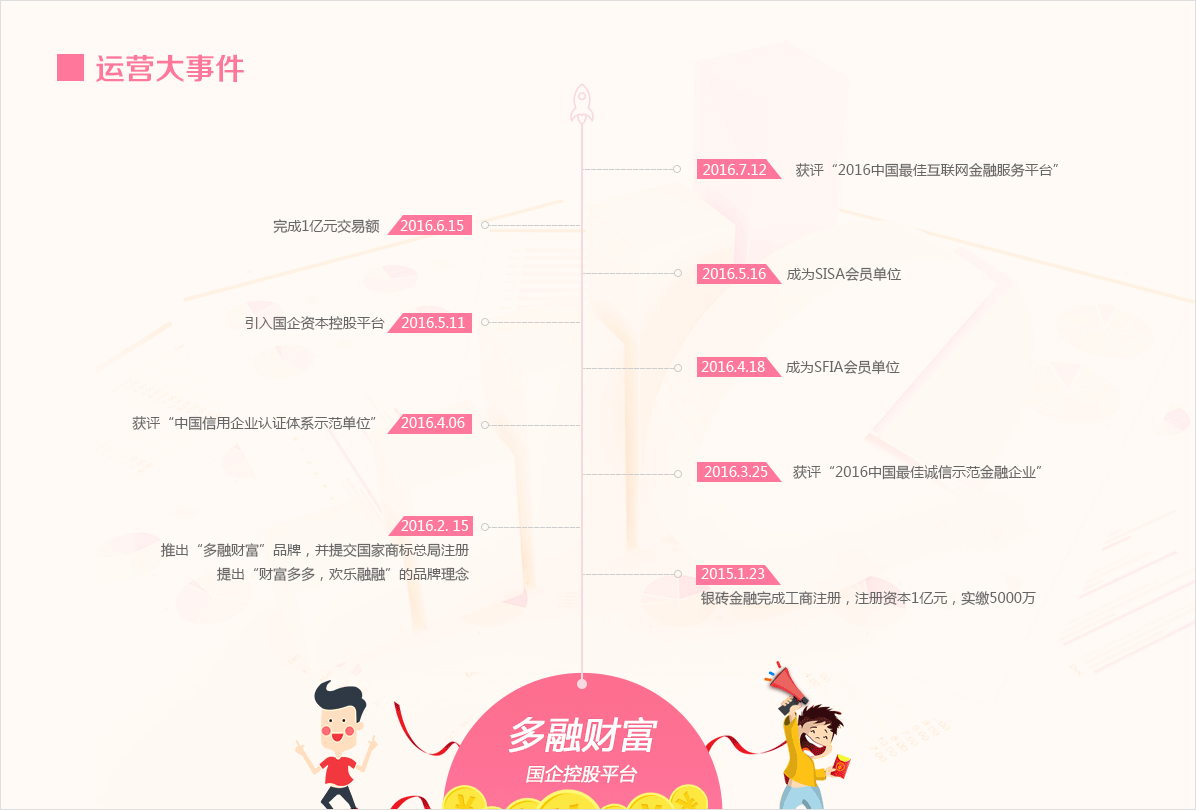 运营大事件
2016.7.12 获评“2016中国最佳互联网金融服务平台”
完成1亿元交易额 2016.6.15
2016.5.16 成为SISA会员单位
引入国企资本控股平台 2016.5.11
2016.4.18 成为SFIA会员单位
获评“中国信用企业认证体系示范单位” 2016.4.06
2016.3.25 获评“2016中国最佳诚信示范金融企业”
2016.2. 15
推出“多融财富”品牌，并提交国家商标总局注册
提出“财富多多，欢乐融融”的品牌理念
2015.1.23
银砖金融完成工商注册，注册资本1亿元，实缴5000万
多融财富
国企控股平台